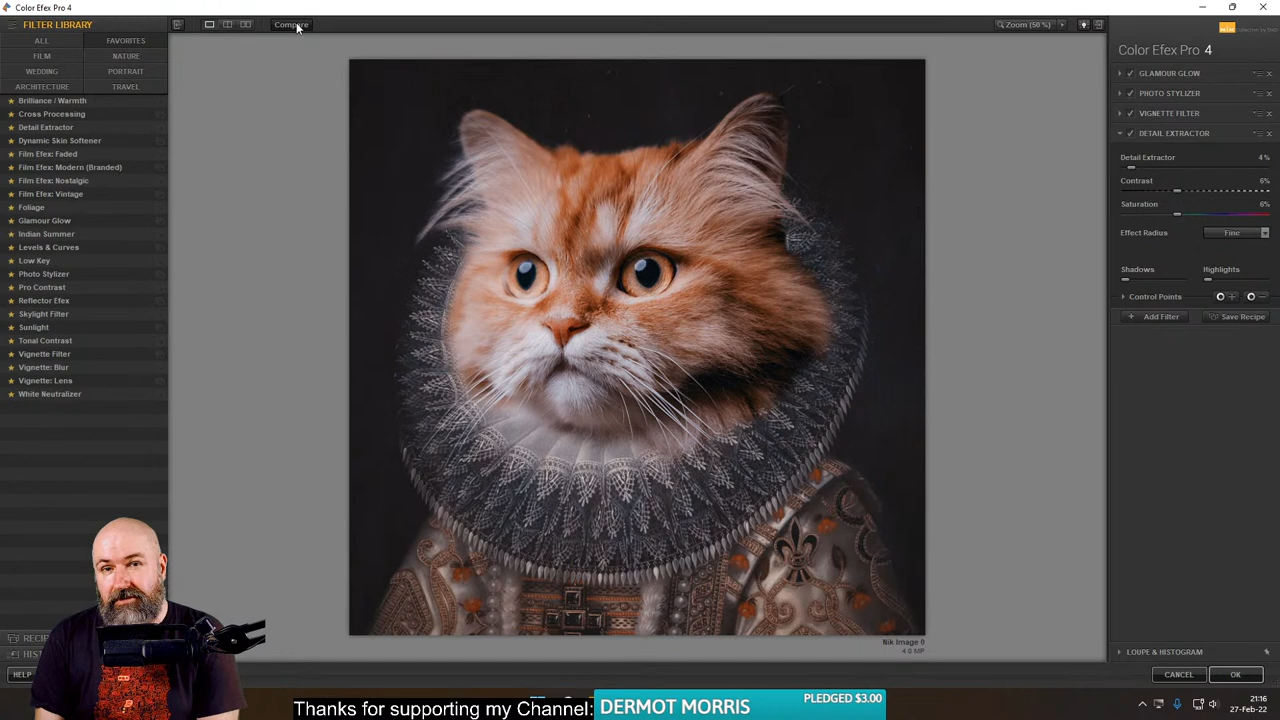 Color Efex Pro 4
FILTER LIBRARY
ALL
FAVORITES
FILM
NATURE
WEDDING
PORTRAIT
ARCHITECTURE
TRAVEL
Brilliance / Warmth
Cross Processing
Detail Extractor
Dynamic Skin Softener
Film Efex: Faded
Film Efex: Modern (Branded)
Film Efex: Nostalgic
Film Efex: Vintage
Foliage
Glamour Glow
Indian Summer
Levels & Curves
Low Key
Photo Stylizer
Pro Contrast
Reflector Efex
Skylight Filter
Sunlight
Tonal Contrast
Vignette Filter
Vignette: Blur
Vignette: Lens
White Neutralizer
HELP
Compare
Zoom (50 %)
Nik Image 0
4.0 MP
Color Efex Pro 4
GLAMOUR GLOW
PHOTO STYLIZER
VIGNETTE FILTER
DETAIL EXTRACTOR
Detail Extractor 4%
Contrast 6%
Saturation 6%
Effect Radius Fine
Shadows Highlights
Control Points
Add Filter Save Recipe
LOUPE & HISTOGRAM
CANCEL OK
Thanks for supporting my Channel: DERMOT MORRIS PLEDGED $3.00
21:16
27-Feb-22